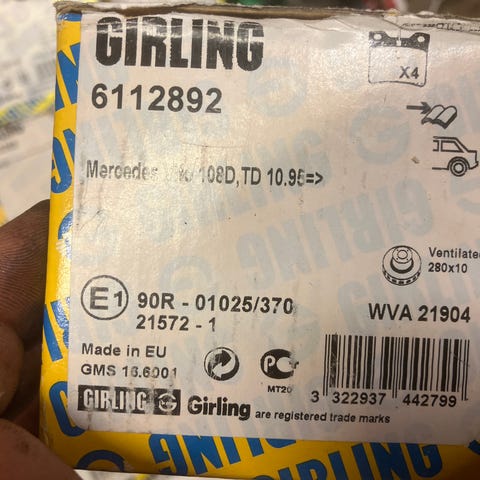 GIRLING
X4
6112892
Mercedes 108D,TD 10.95=>
Ventilated
280x10
E1
90R - 01025/370
21572 - 1
WVA 21904
Made in EU
GMS 16.6001
MT20
3 322937 442799
GIRLING Girling are registered trade marks
GIRLING